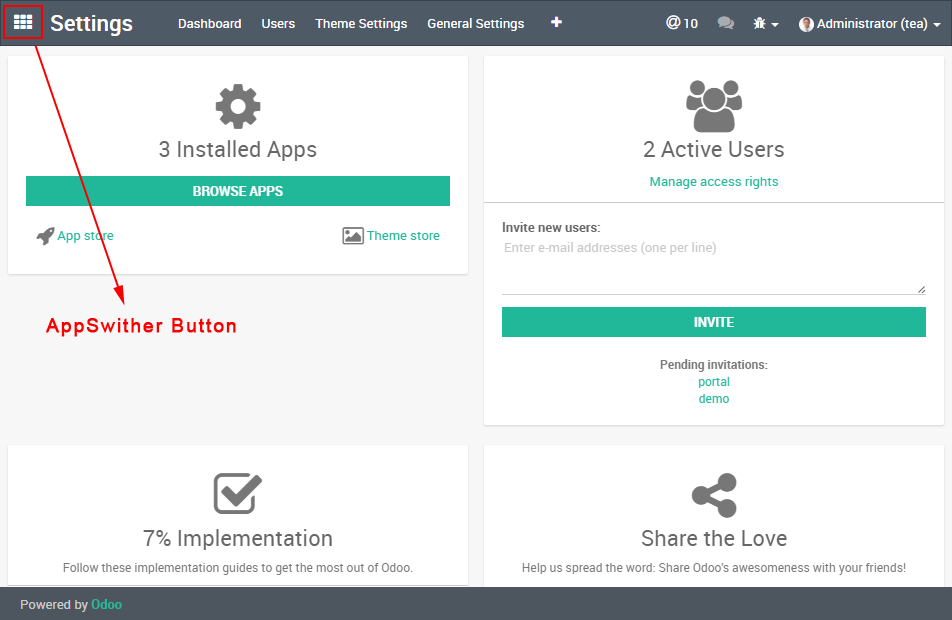 Settings Dashboard Users Theme Settings General Settings @ 10 Administrator (tea)
3 Installed Apps
BROWSE APPS
App store Theme store
AppSwither Button
2 Active Users
Manage access rights
Invite new users:
Enter e-mail addresses (one per line)
INVITE
Pending invitations:
portal
demo
7% Implementation
Follow these implementation guides to get the most out of Odoo.
Share the Love
Help us spread the word: Share Odoo's awesomeness with your friends!
Powered by Odoo